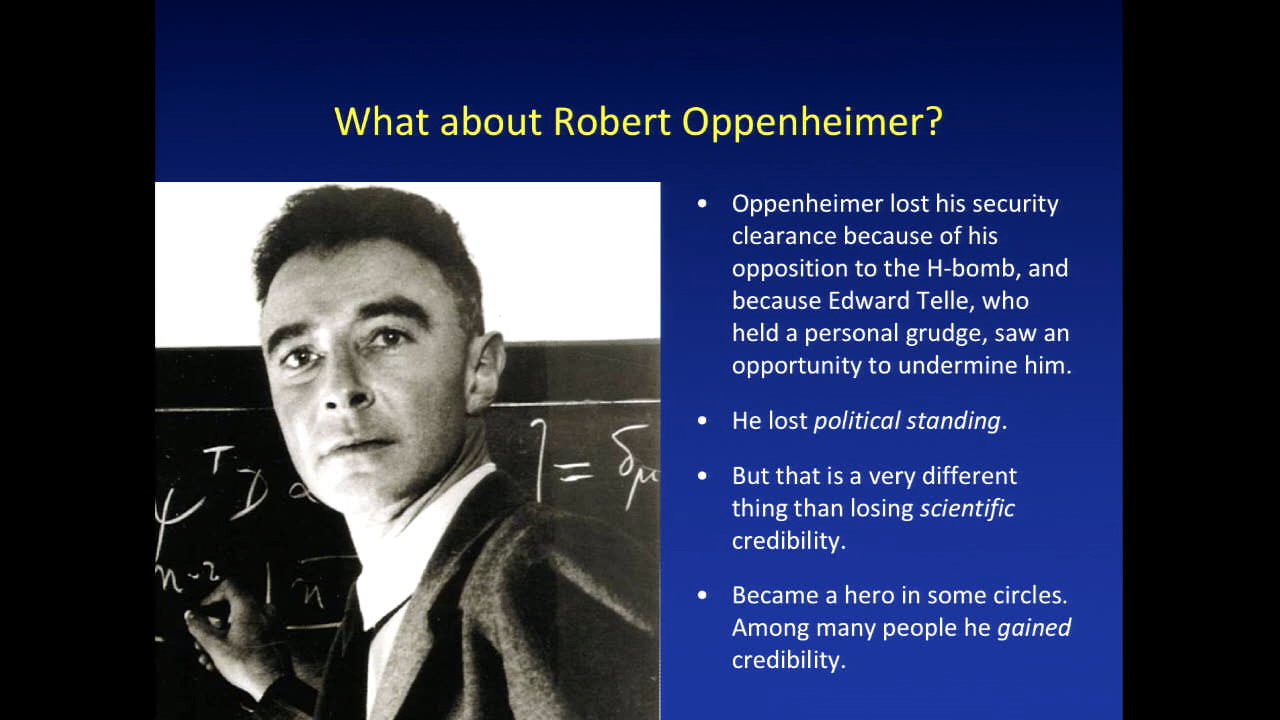 What about Robert Oppenheimer?
• Oppenheimer lost his security
clearance because of his
opposition to the H-bomb, and
because Edward Telle, who
held a personal grudge, saw an
opportunity to undermine him.
• He lost political standing.
• But that is a very different
thing than losing scientific
credibility.
• Became a hero in some circles.
Among many people he gained
credibility.